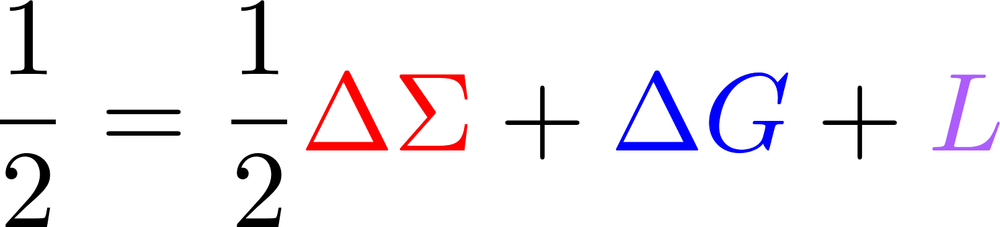 1/2 = 1/2 ΔΣ + ΔG + L